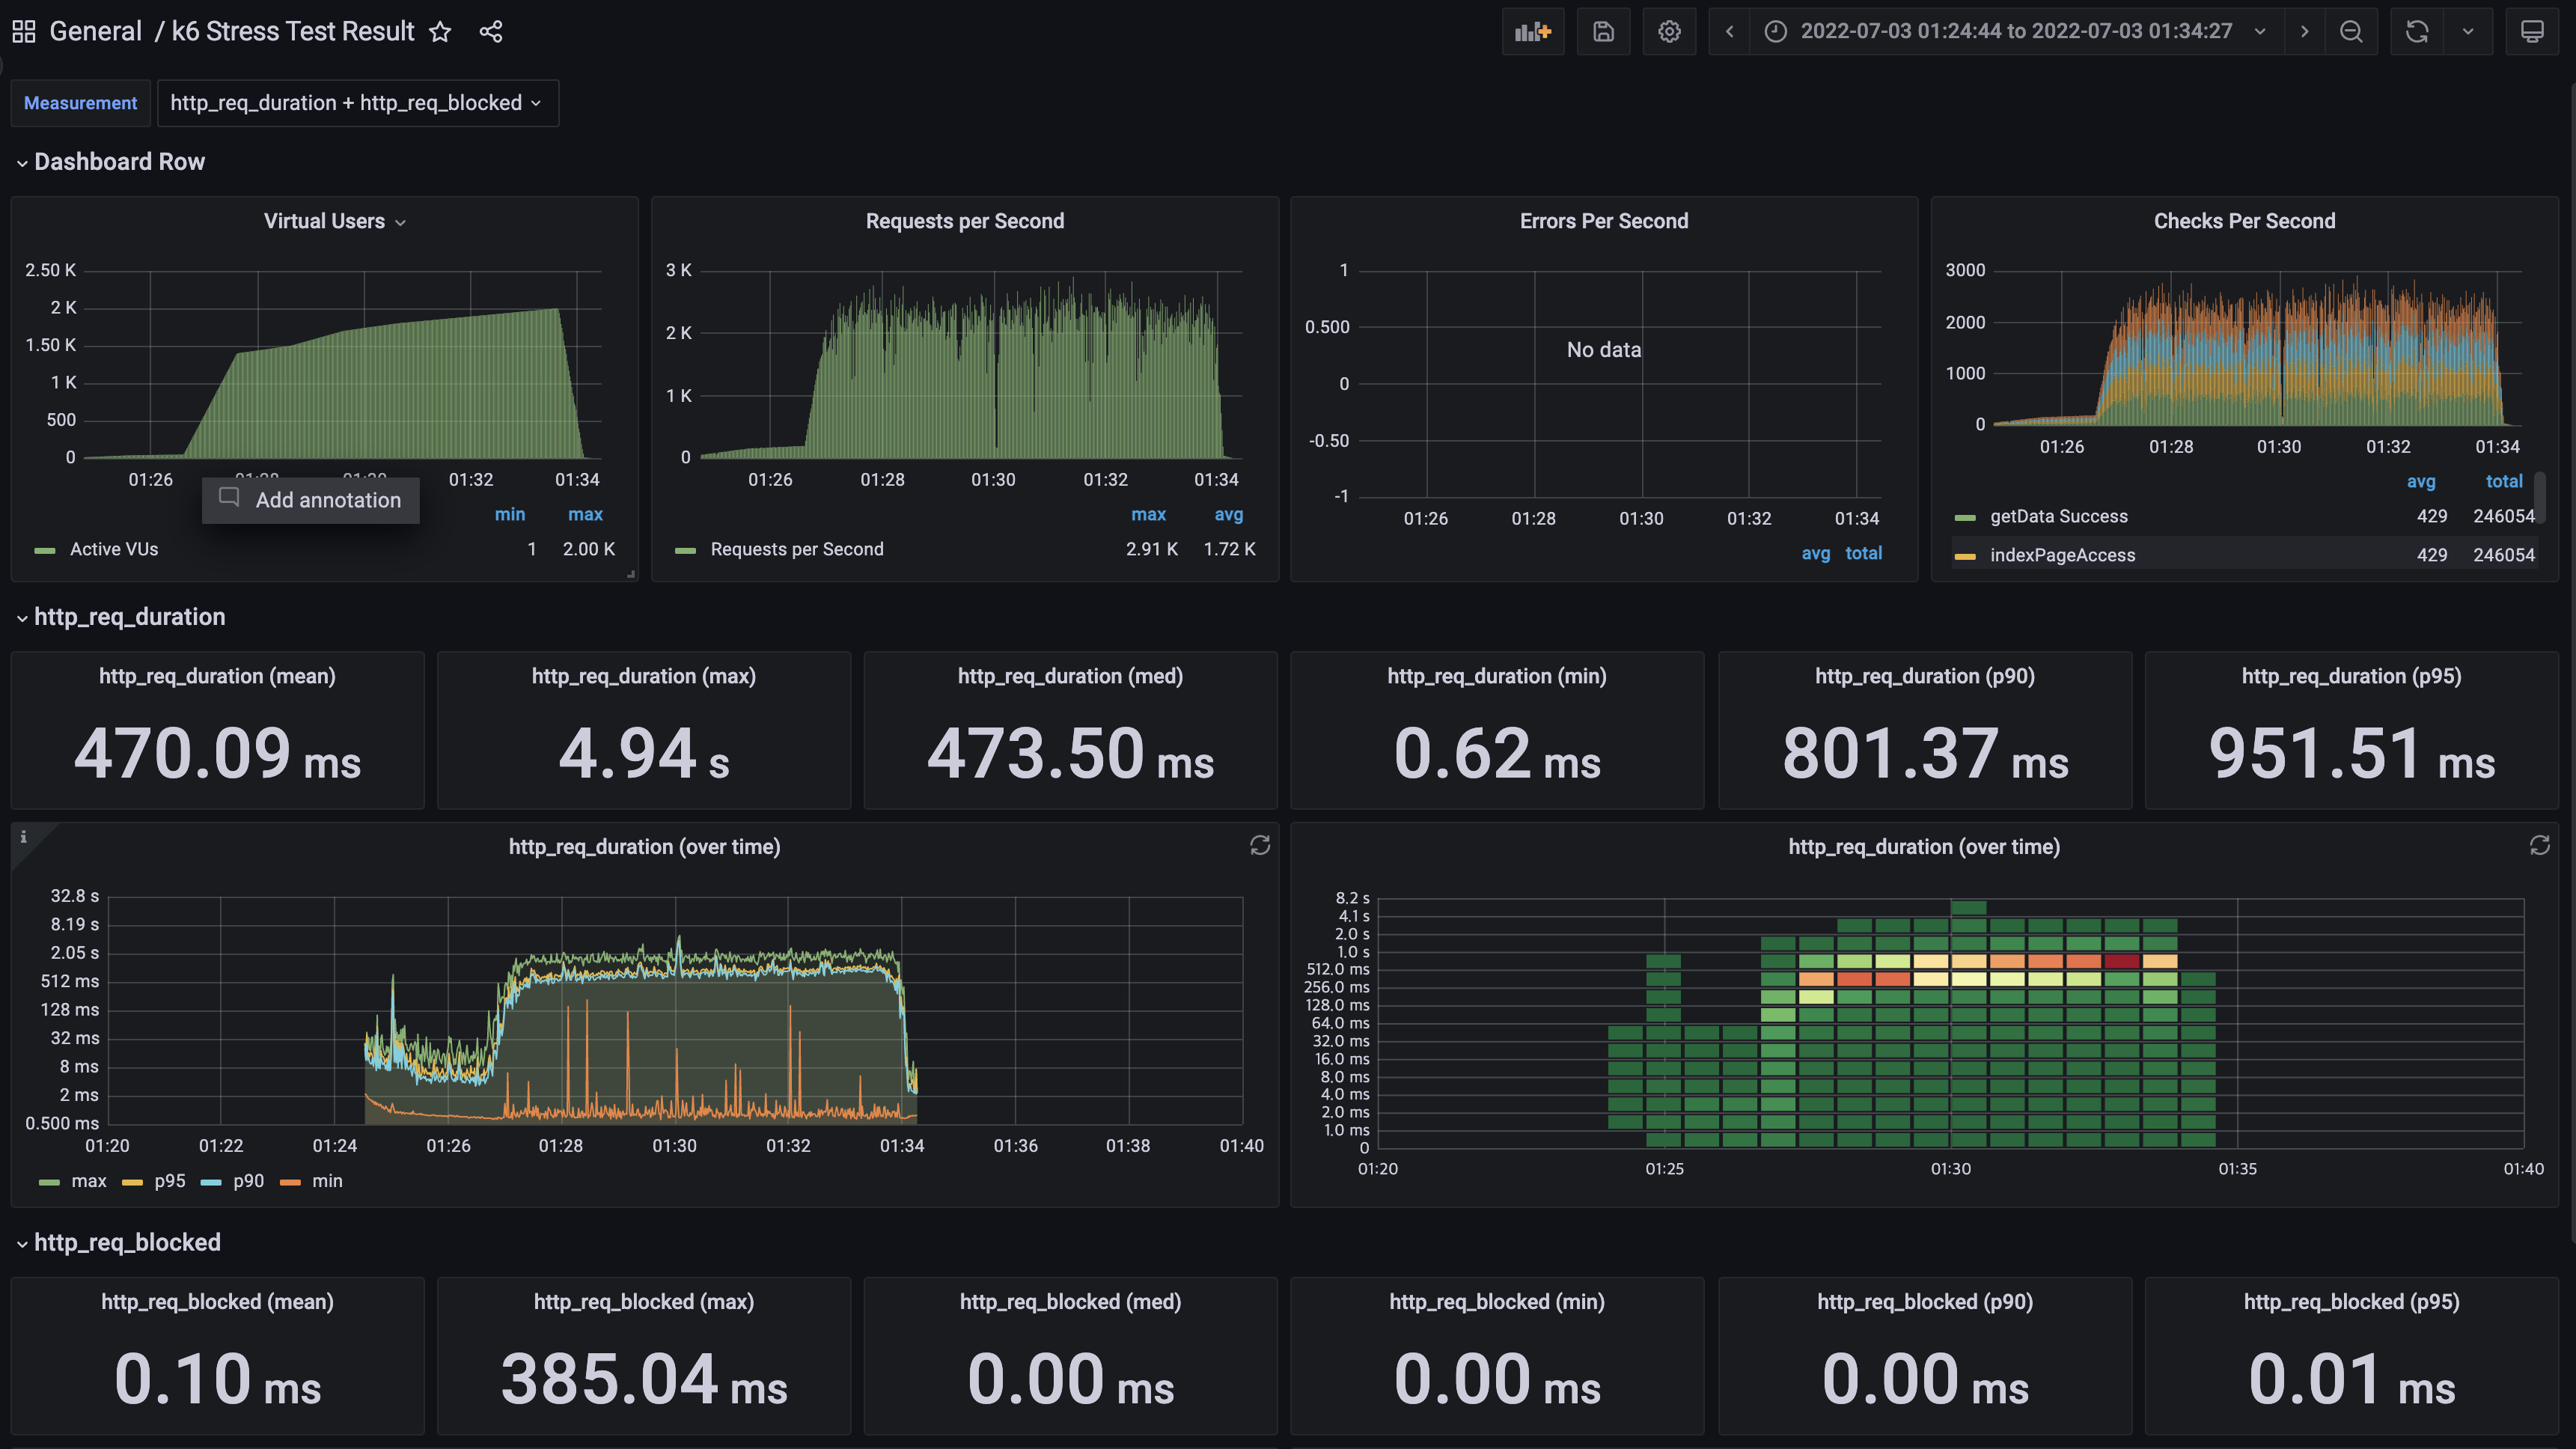 General / k6 Stress Test Result
2022-07-03 01:24:44 to 2022-07-03 01:34:27
Measurement http_req_duration + http_req_blocked
Dashboard Row
Virtual Users
2.50 K
2 K
1.50 K
1 K
500
0
01:26 01:28 01:30 01:32 01:34
Add annotation
min max
Active VUs 1 2.00 K
Requests per Second
3 K
2 K
1 K
0
01:26 01:28 01:30 01:32 01:34
max avg
Requests per Second 2.91 K 1.72 K
Errors Per Second
1
0.500
0
-0.50
-1
No data
01:26 01:28 01:30 01:32 01:34
avg total
Checks Per Second
3000
2000
1000
0
01:26 01:28 01:30 01:32 01:34
avg total
getData Success 429 246054
indexPageAccess 429 246054
http_req_duration
http_req_duration (mean)
470.09 ms
http_req_duration (max)
4.94 s
http_req_duration (med)
473.50 ms
http_req_duration (min)
0.62 ms
http_req_duration (p90)
801.37 ms
http_req_duration (p95)
951.51 ms
i
http_req_duration (over time)
32.8 s
8.19 s
2.05 s
512 ms
128 ms
32 ms
8 ms
2 ms
0.500 ms
01:20 01:22 01:24 01:26 01:28 01:30 01:32 01:34 01:36 01:38 01:40
max p95 p90 min
http_req_duration (over time)
8.2 s
4.1 s
2.0 s
1.0 s
512.0 ms
256.0 ms
128.0 ms
64.0 ms
32.0 ms
16.0 ms
8.0 ms
4.0 ms
2.0 ms
1.0 ms
0
01:20 01:25 01:30 01:35 01:40
http_req_blocked
http_req_blocked (mean)
0.10 ms
http_req_blocked (max)
385.04 ms
http_req_blocked (med)
0.00 ms
http_req_blocked (min)
0.00 ms
http_req_blocked (p90)
0.00 ms
http_req_blocked (p95)
0.01 ms